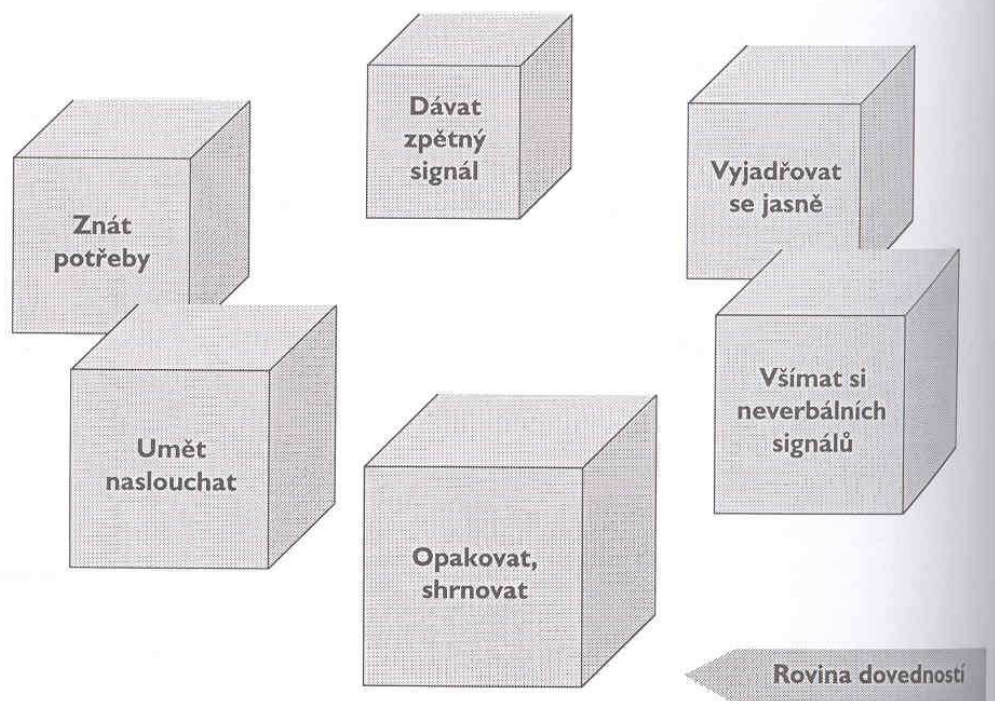 Dávat
zpětný
signál
Vyjadřovat
se jasně
Znát
potřeby
Všímat si
neverbálních
signálů
Umět
naslouchat
Opakovat,
shrnovat
Rovina dovedností